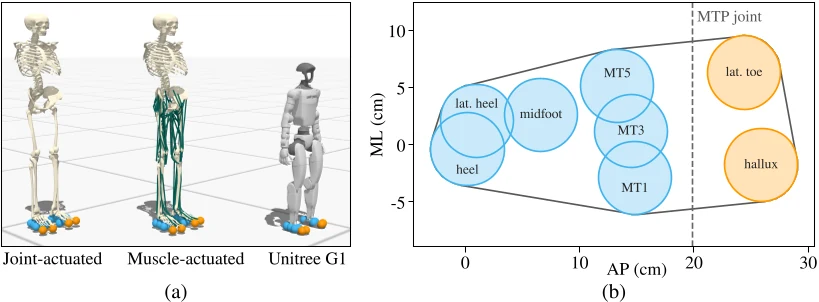 Joint-actuated
Muscle-actuated
Unitree G1
(a)
MTP joint
10
5
0
-5
ML (cm)
lat. heel
heel
midfoot
MT5
MT3
MT1
lat. toe
hallux
0
10
20
30
AP (cm)
(b)